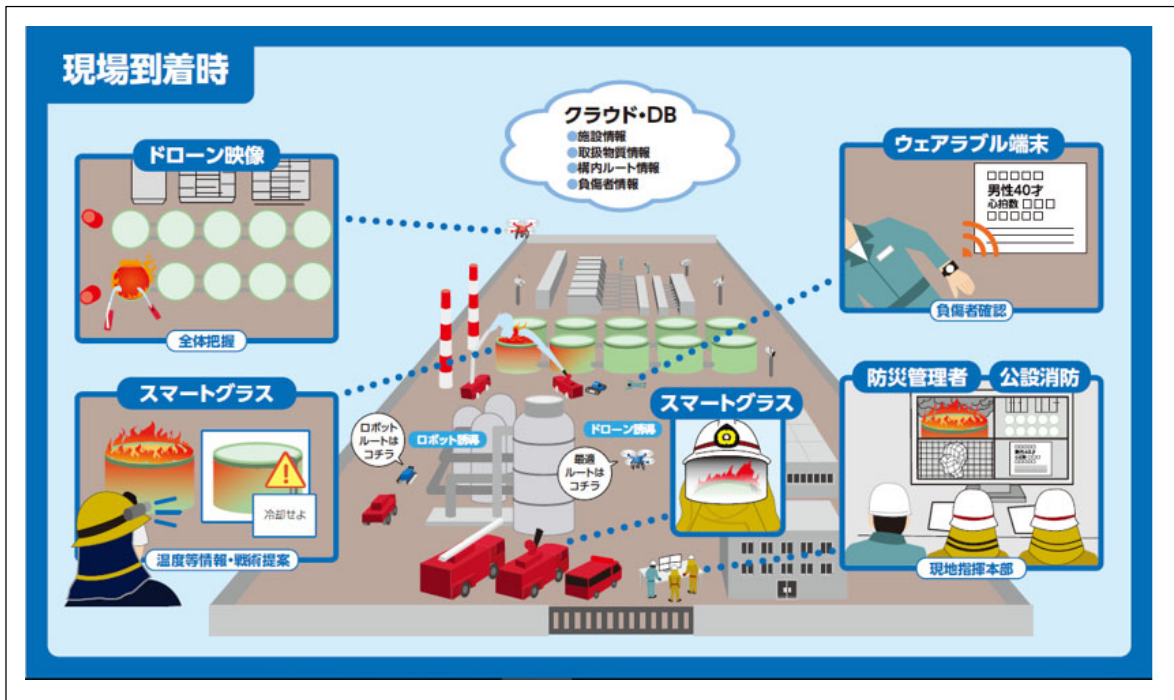 現場到着時
クラウド・DB
●施設情報
●取扱物質情報
●構内ルート情報
●負傷者情報
ドローン映像
全体把握
ウェアラブル端末
□□□□□
男性40才
心拍数 □□□
□□□□□
負傷者確認
スマートグラス
冷却せよ
温度等情報・戦術提案
ロボット
ルートは
コチラ
ロボット誘導
ドローン誘導
最適
ルートは
コチラ
スマートグラス
防災管理者
公設消防
現地指揮本部